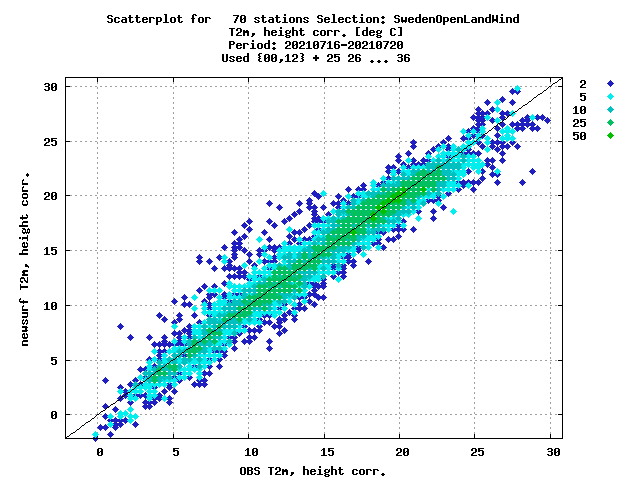 Scatterplot for   70 stations Selection: SwedenOpenLandWind
T2m, height corr. [deg C]
Period: 20210716-20210720
Used {00,12} + 25 26 ... 36
2
5
10
25
50
newsurf T2m, height corr.
30
25
20
15
10
5
0
0 5 10 15 20 25 30
OBS T2m, height corr.